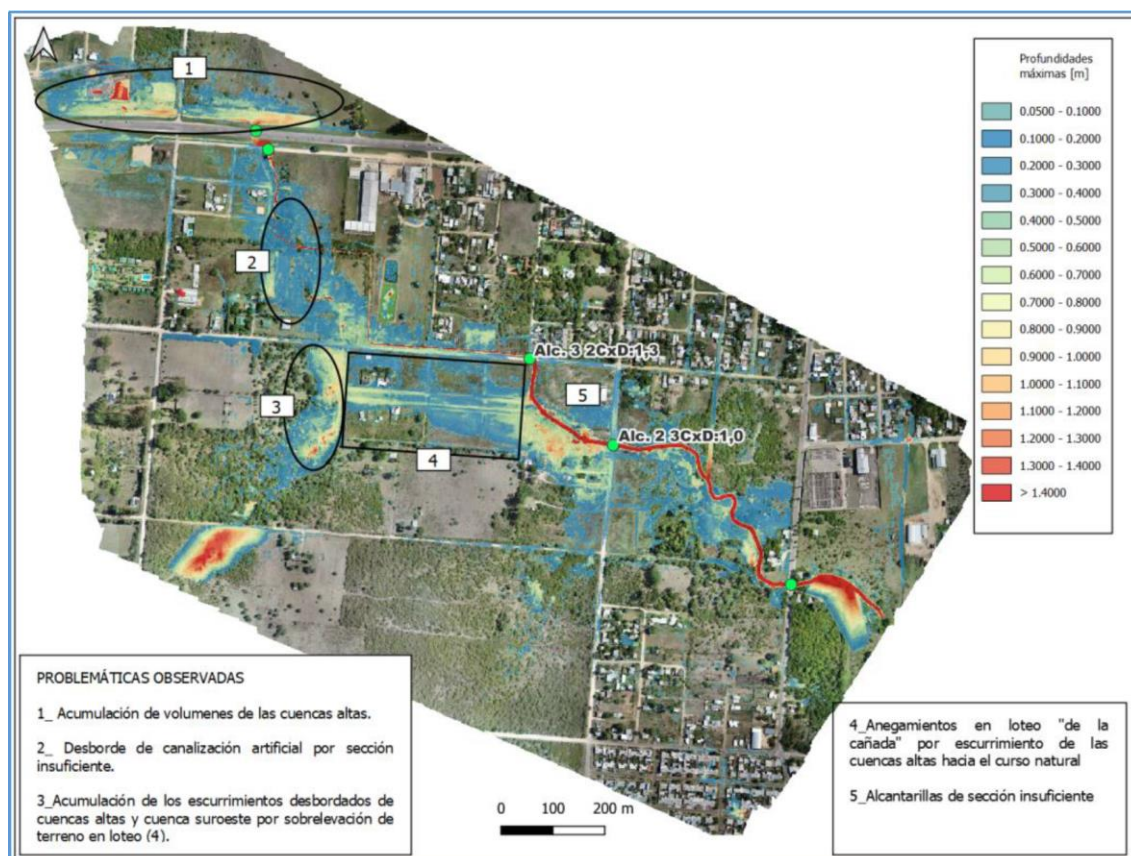 1
Profundidades
máximas [m]
0.0500 - 0.1000
0.1000 - 0.2000
0.2000 - 0.3000
0.3000 - 0.4000
0.4000 - 0.5000
0.5000 - 0.6000
0.6000 - 0.7000
0.7000 - 0.8000
0.8000 - 0.9000
0.9000 - 1.0000
1.0000 - 1.1000
1.1000 - 1.2000
1.2000 - 1.3000
1.3000 - 1.4000
> 1.4000
2
Alc. 3 2CxD:1,3
5
3
Alc. 2 3CxD:1,0
4
PROBLEMÁTICAS OBSERVADAS
1_ Acumulación de volumenes de las cuencas altas.
2_ Desborde de canalización artificial por sección
insuficiente.
3_Acumulación de los escurrimientos desbordados de
cuencas altas y cuenca suroeste por sobrelevación de
terreno en loteo (4).
0 100 200 m
4_Anegamientos en loteo "de la
cañada" por escurrimiento de las
cuencas altas hacia el curso natural
5_Alcantarillas de sección insuficiente